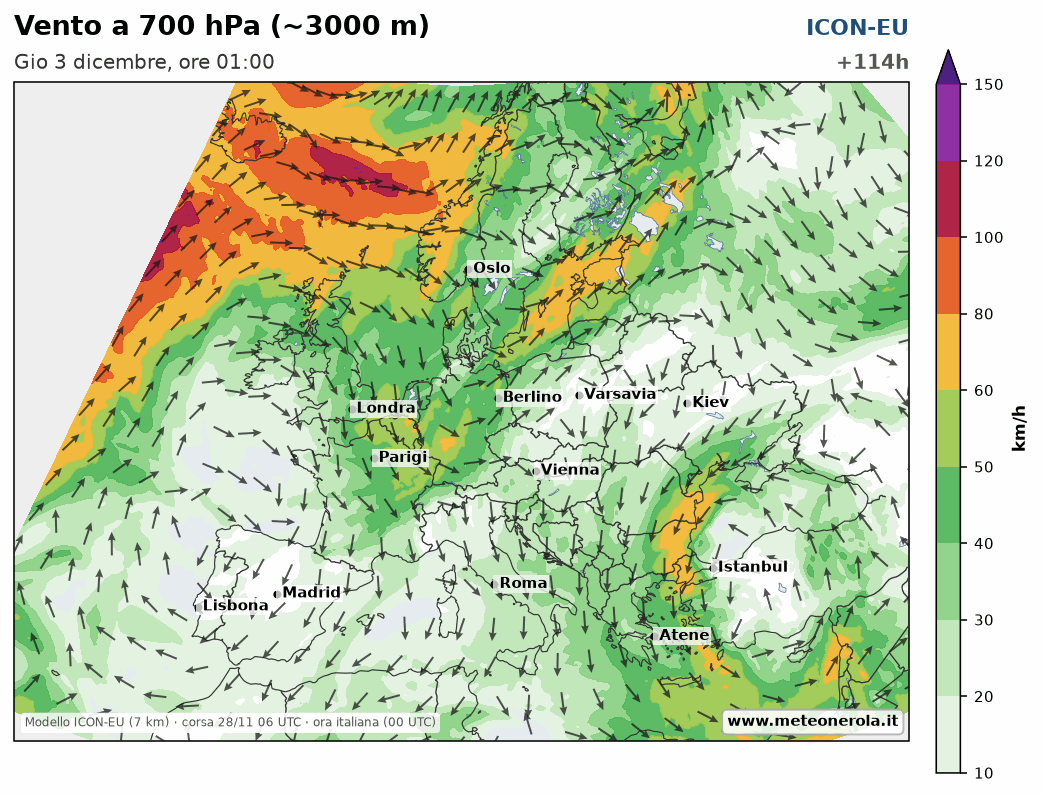 Vento a 700 hPa (~3000 m)
ICON-EU
Gio 3 dicembre, ore 01:00
+114h
150
120
100
80
60
50
40
30
20
10
km/h
Oslo
Londra
Berlino
Varsavia
Kiev
Parigi
Vienna
Istanbul
Roma
Madrid
Lisbona
Atene
Modello ICON-EU (7 km) · corsa 28/11 06 UTC · ora italiana (00 UTC)
www.meteonerola.it